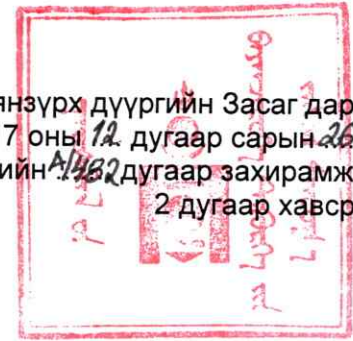 янзүрх дүүргийн Засаг дар
7 оны 12 дугаар сарын 26
ийн A/482 дугаар захирамж
2 дугаар хавср